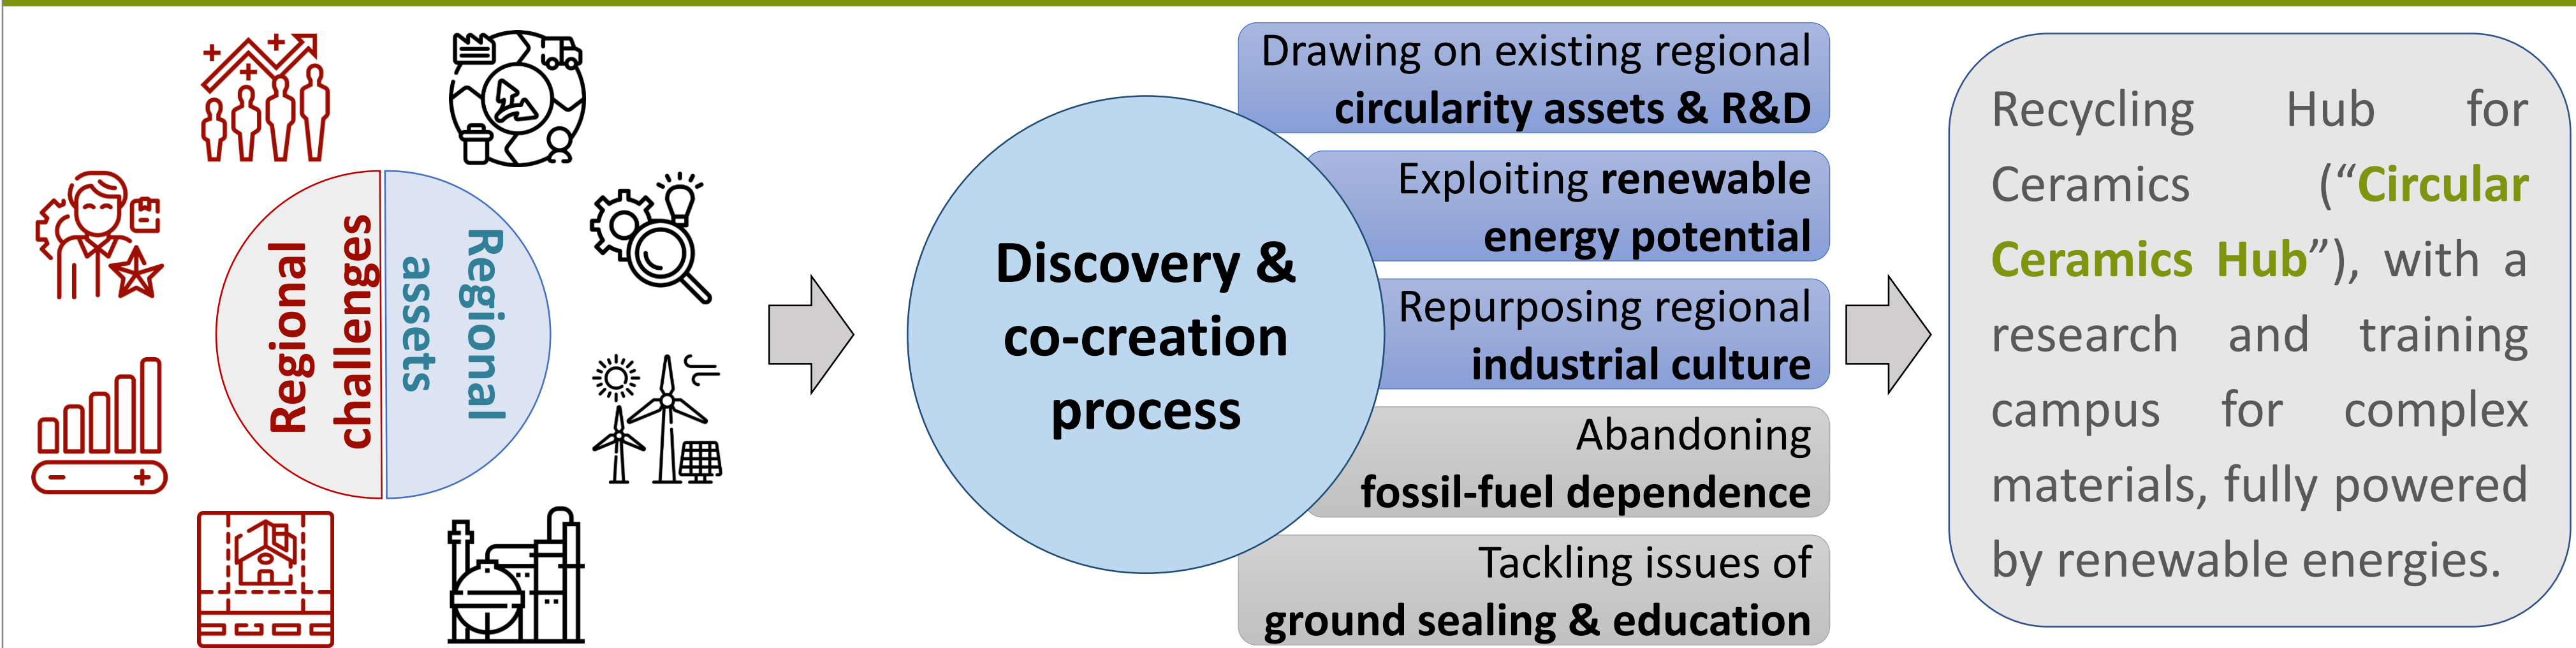 Regional
challenges
Regional
assets
Discovery &
co-creation
process
Drawing on existing regional
circularity assets & R&D
Exploiting renewable
energy potential
Repurposing regional
industrial culture
Abandoning
fossil-fuel dependence
Tackling issues of
ground sealing & education
Recycling Hub for
Ceramics (“Circular
Ceramics Hub”), with a
research and training
campus for complex
materials, fully powered
by renewable energies.